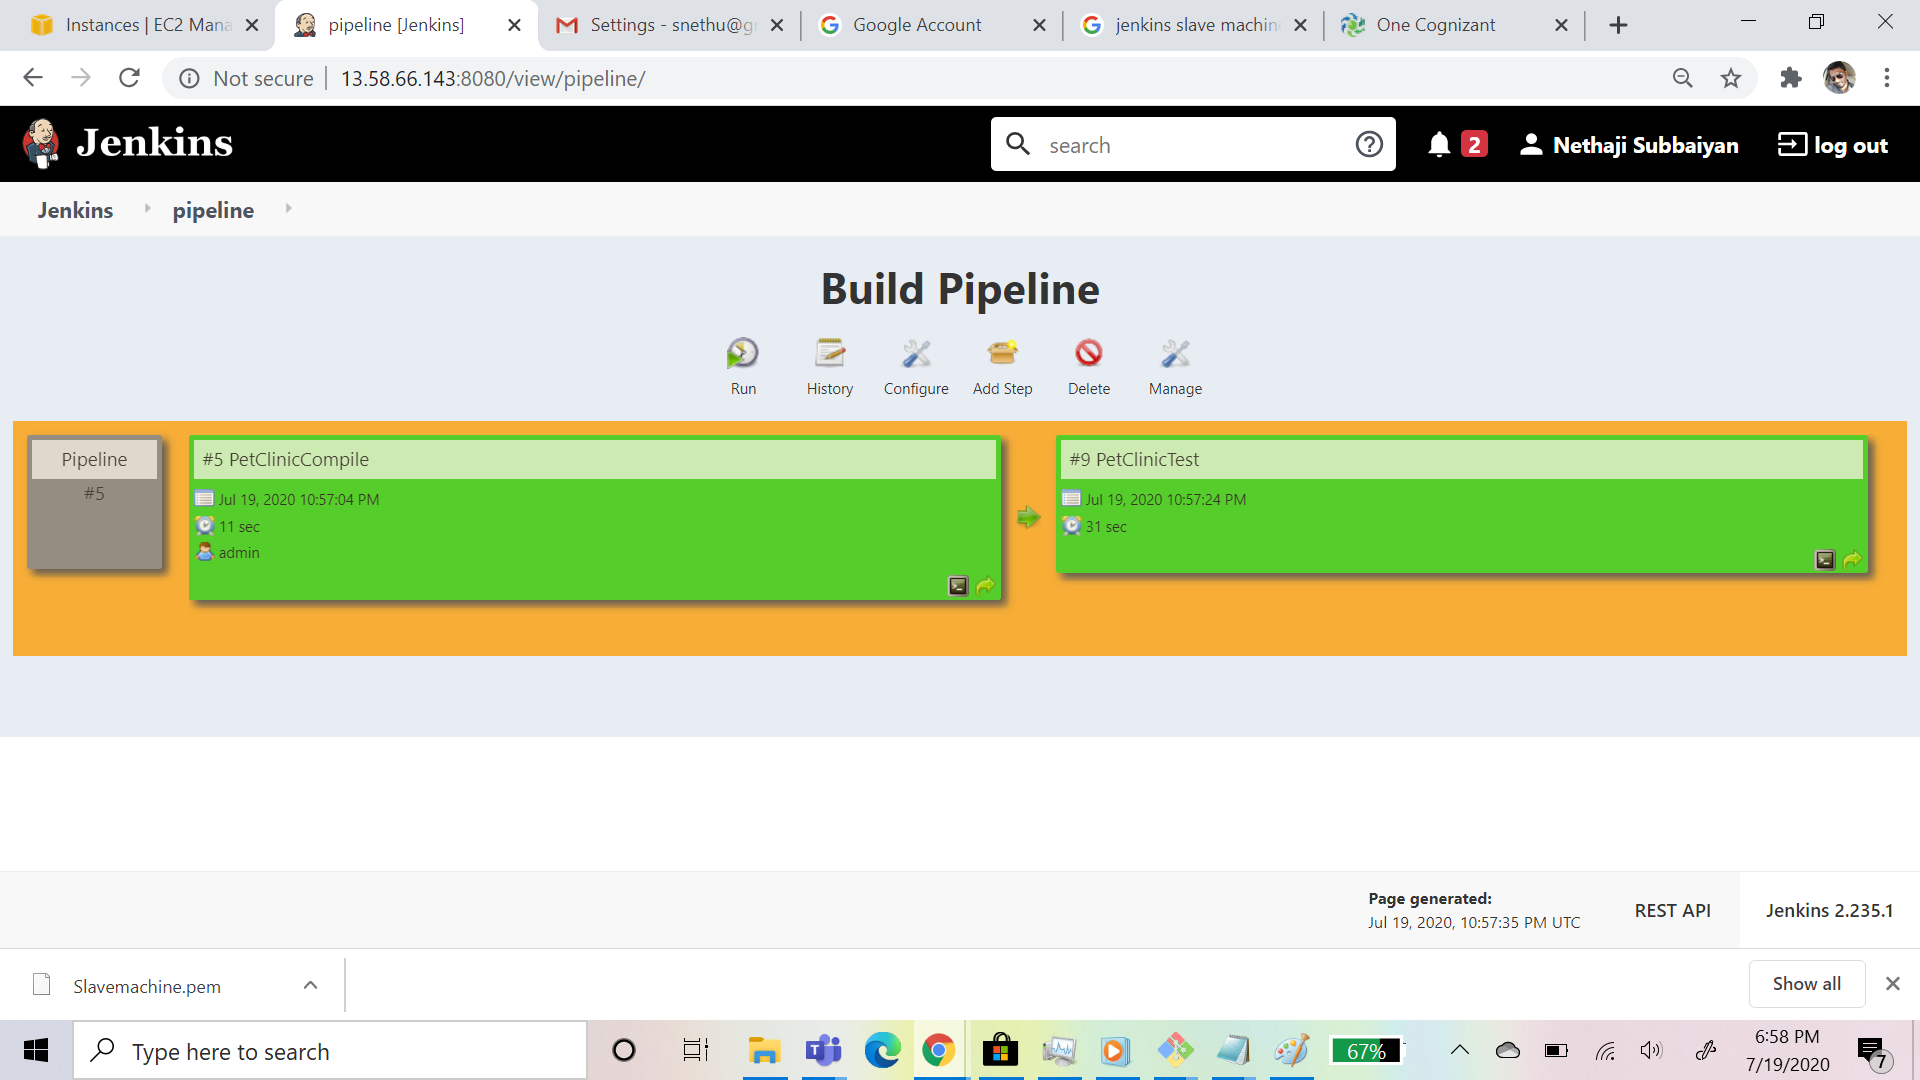 Instances | EC2 Mana
pipeline [Jenkins]
Settings - snethu@g
Google Account
jenkins slave machin
One Cognizant
Not secure
13.58.66.143:8080/view/pipeline/
Jenkins
search
2
Nethaji Subbaiyan
log out
Jenkins
pipeline
Build Pipeline
Run
History
Configure
Add Step
Delete
Manage
Pipeline
#5
#5 PetClinicCompile
Jul 19, 2020 10:57:04 PM
11 sec
admin
#9 PetClinicTest
Jul 19, 2020 10:57:24 PM
31 sec
Page generated:
Jul 19, 2020, 10:57:35 PM UTC
REST API
Jenkins 2.235.1
Slavemachine.pem
Show all
Type here to search
67%
6:58 PM
7/19/2020
7